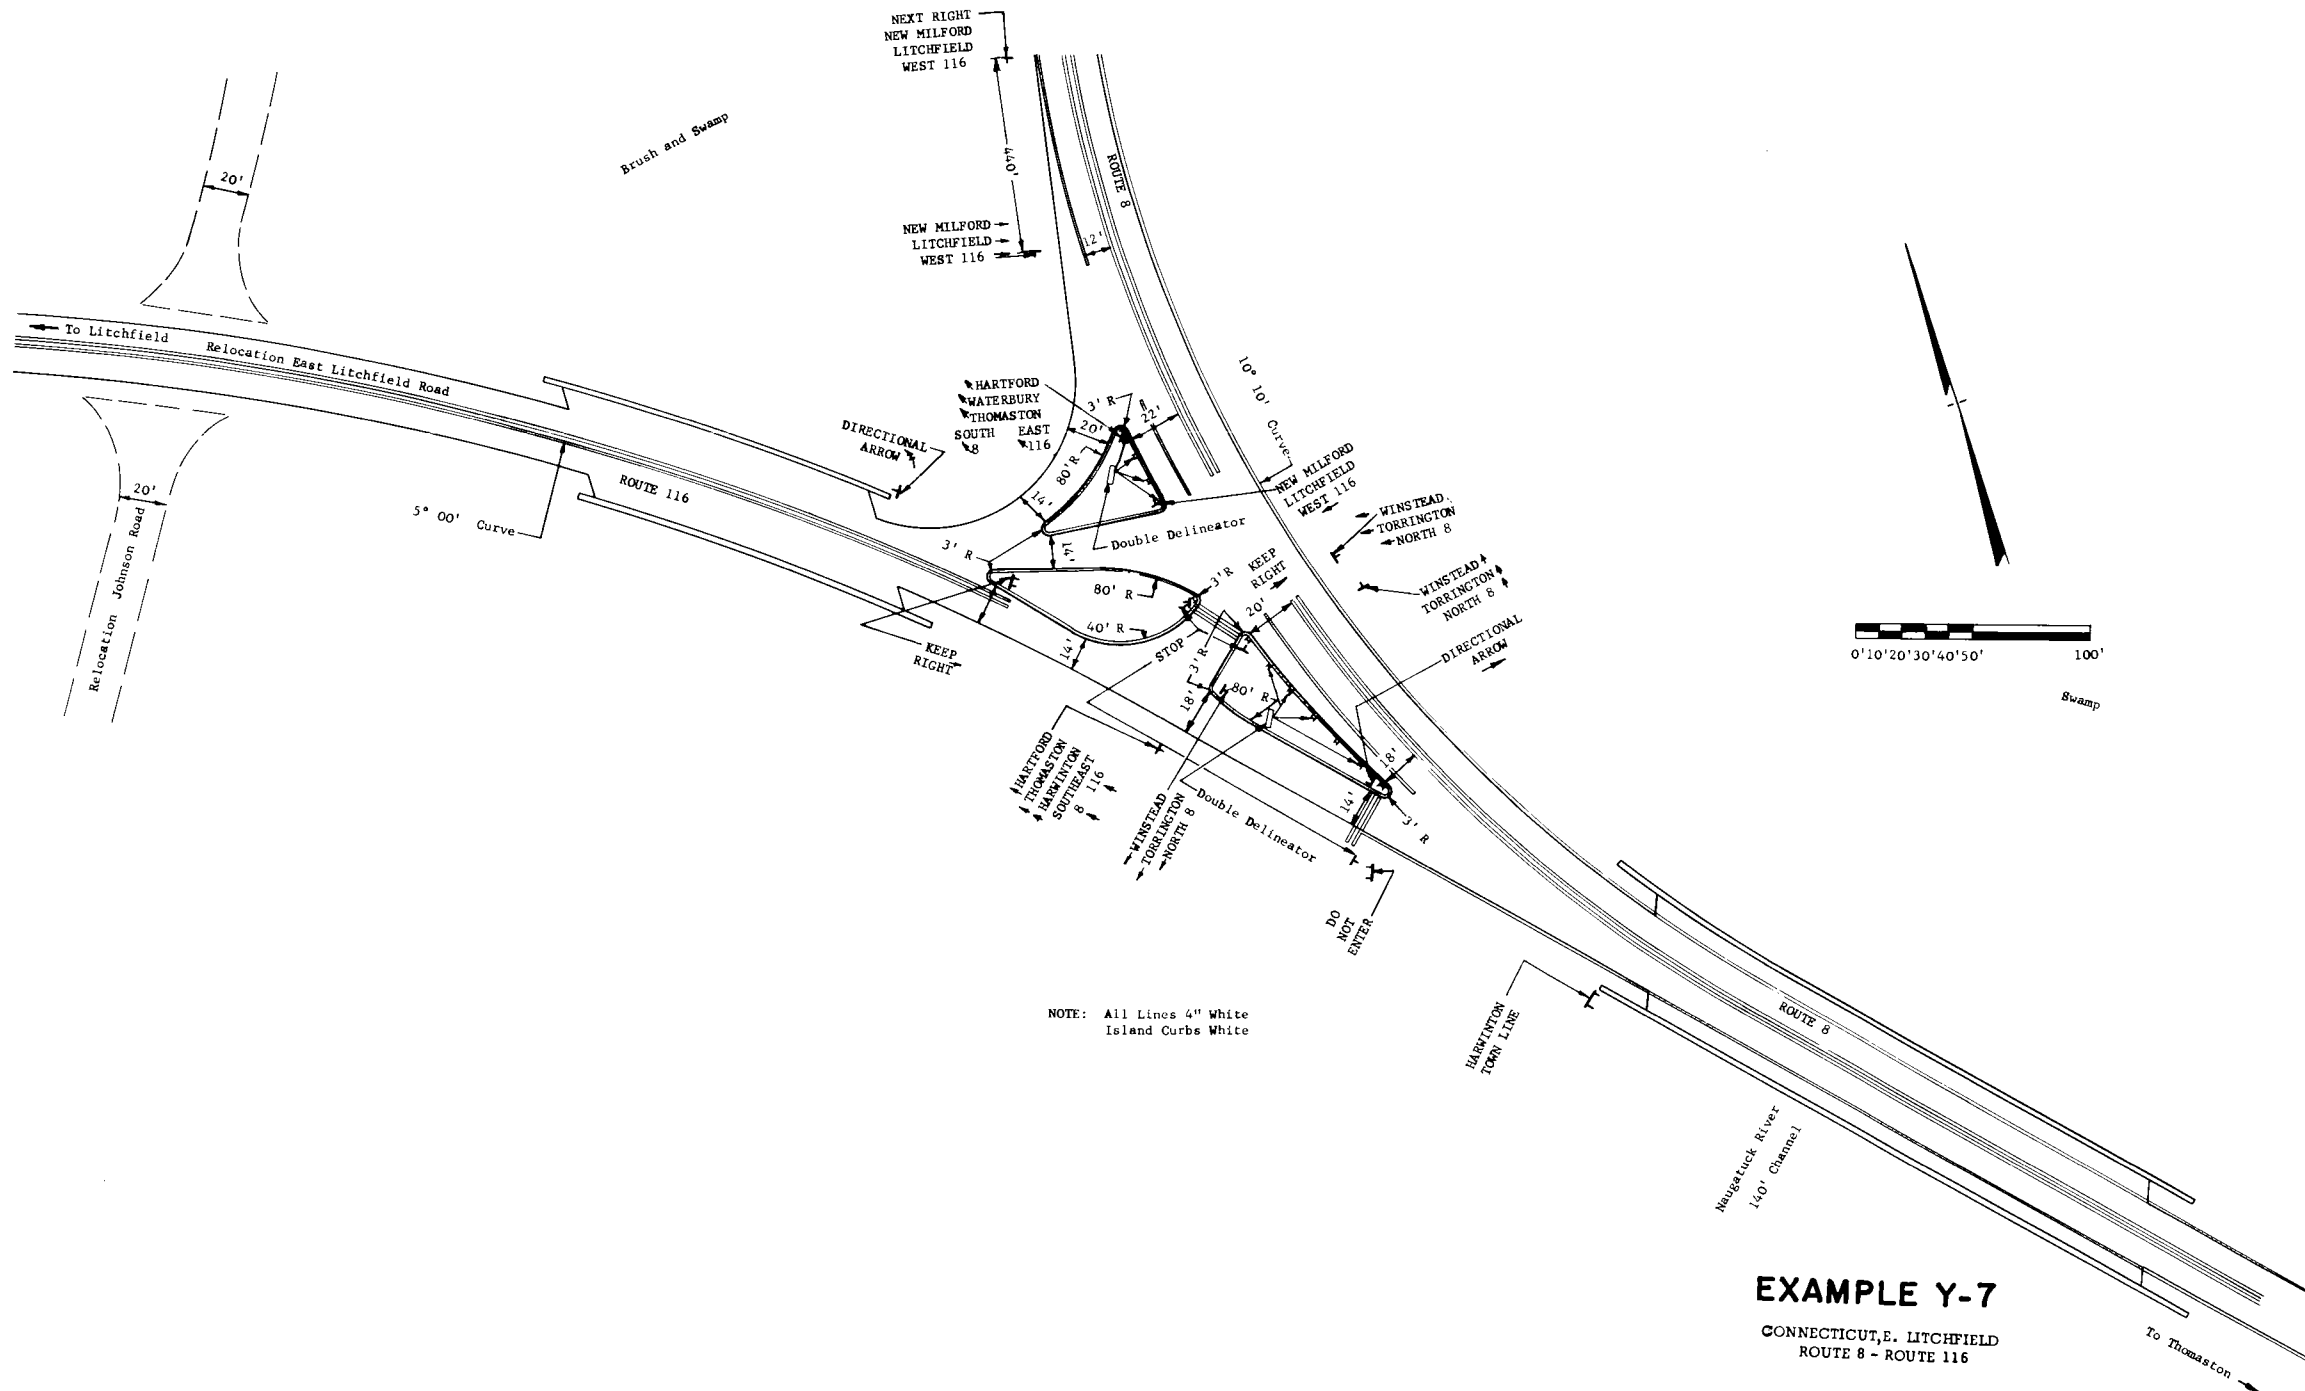 NEXT RIGHT
NEW MILFORD
LITCHFIELD
WEST 116
440'
Brush and Swamp
20'
ROUTE 8
NEW MILFORD
LITCHFIELD
WEST 116
12'
To Litchfield
Relocation East Litchfield Road
10° 10' Curve
HARTFORD
WATERBURY
THOMASTON
SOUTH EAST
8 116
3' R
22'
20'
DIRECTIONAL
ARROW
80' R
14'
NEW MILFORD
LITCHFIELD
WEST 116
ROUTE 116
5° 00' Curve
20'
Relocation Johnson Road
WINSTEAD
TORRINGTON
NORTH 8
Double Delineator
3' R
14'
KEEP
RIGHT
WINSTEAD
TORRINGTON
NORTH 8
80' R
3' R
20'
40' R
14'
STOP
3' R
KEEP
RIGHT
DIRECTIONAL
ARROW
0' 10' 20' 30' 40' 50' 100'
Swamp
80' R
18'
18'
HARTFORD
THOMASTON
HARWINTON
SOUTHEAST
8 116
14'
3' R
WINSTEAD
TORRINGTON
NORTH 8
Double Delineator
DO
NOT
ENTER
NOTE: All Lines 4" White
Island Curbs White
HARWINTON
TOWN LINE
ROUTE 8
Naugatuck River
140' Channel
EXAMPLE Y-7
CONNECTICUT, E. LITCHFIELD
ROUTE 8 - ROUTE 116
To Thomaston